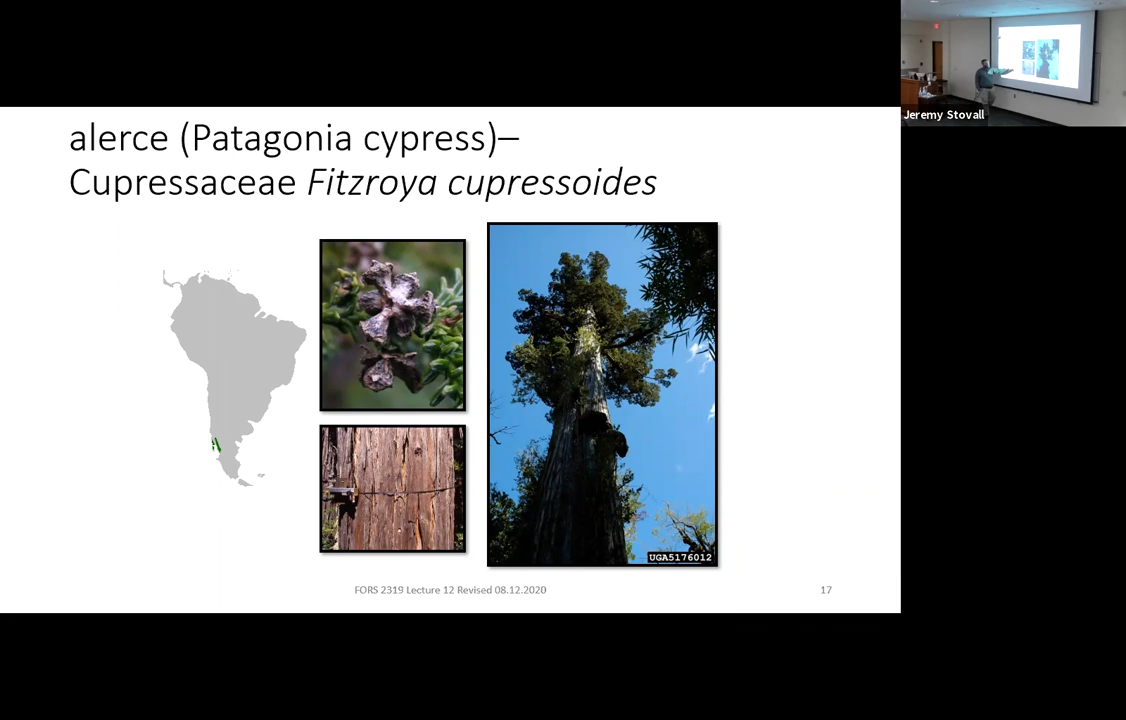 alerce (Patagonia cypress)–
Cupressaceae Fitzroya cupressoides
Jeremy Stovall
UGA5176012
FORS 2319 Lecture 12 Revised 08.12.2020
17